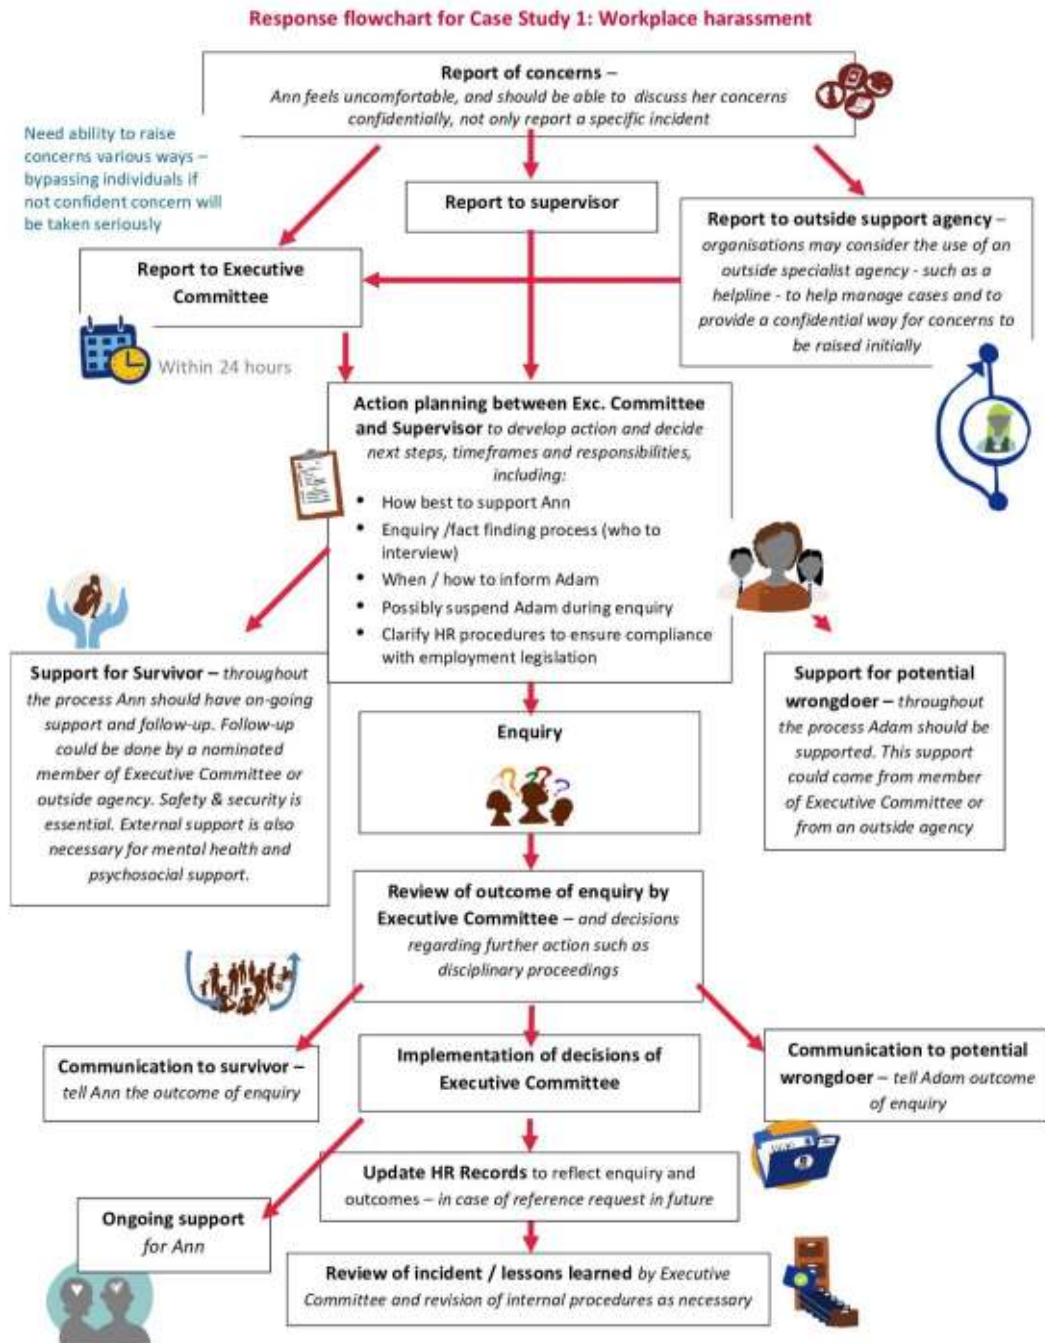 Response flowchart for Case Study 1: Workplace harassment
Report of concerns –
Ann feels uncomfortable, and should be able to discuss her concerns
confidentially, not only report a specific incident
Need ability to raise
concerns various ways –
bypassing individuals if
not confident concern will
be taken seriously
Report to supervisor
Report to outside support agency –
organisations may consider the use of an
outside specialist agency - such as a
helpline - to help manage cases and to
provide a confidential way for concerns to
be raised initially
Report to Executive
Committee
Within 24 hours
Action planning between Exc. Committee
and Supervisor to develop action and decide
next steps, timeframes and responsibilities,
including:
• How best to support Ann
• Enquiry /fact finding process (who to
interview)
• When / how to inform Adam
• Possibly suspend Adam during enquiry
• Clarify HR procedures to ensure compliance
with employment legislation
Support for Survivor – throughout
the process Ann should have on-going
support and follow-up. Follow-up
could be done by a nominated
member of Executive Committee or
outside agency. Safety & security is
essential. External support is also
necessary for mental health and
psychosocial support.
Support for potential
wrongdoer – throughout
the process Adam should be
supported. This support
could come from member
of Executive Committee or
from an outside agency
Enquiry
Review of outcome of enquiry by
Executive Committee – and decisions
regarding further action such as
disciplinary proceedings
Communication to survivor –
tell Ann the outcome of enquiry
Implementation of decisions of
Executive Committee
Communication to potential
wrongdoer – tell Adam outcome
of enquiry
Update HR Records to reflect enquiry and
outcomes – in case of reference request in future
Ongoing support
for Ann
Review of incident / lessons learned by Executive
Committee and revision of internal procedures as necessary